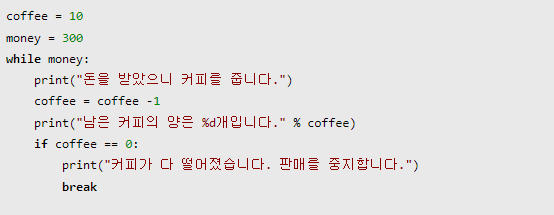 coffee = 10
money = 300
while money:
    print("돈을 받았으니 커피를 줍니다.")
    coffee = coffee -1
    print("남은 커피의 양은 %d개입니다." % coffee)
    if coffee == 0:
        print("커피가 다 떨어졌습니다. 판매를 중지합니다.")
        break